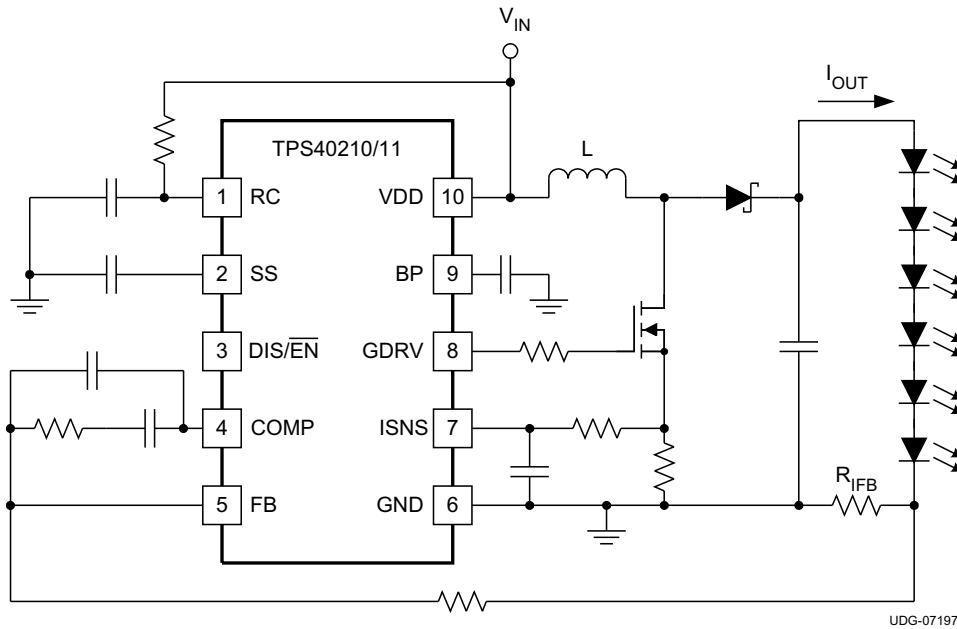 V_IN
I_OUT
TPS40210/11
L
1 RC
VDD 10
2 SS
BP 9
3 DIS/EN̅
GDRV 8
4 COMP
ISNS 7
5 FB
GND 6
R_IFB
UDG-07197